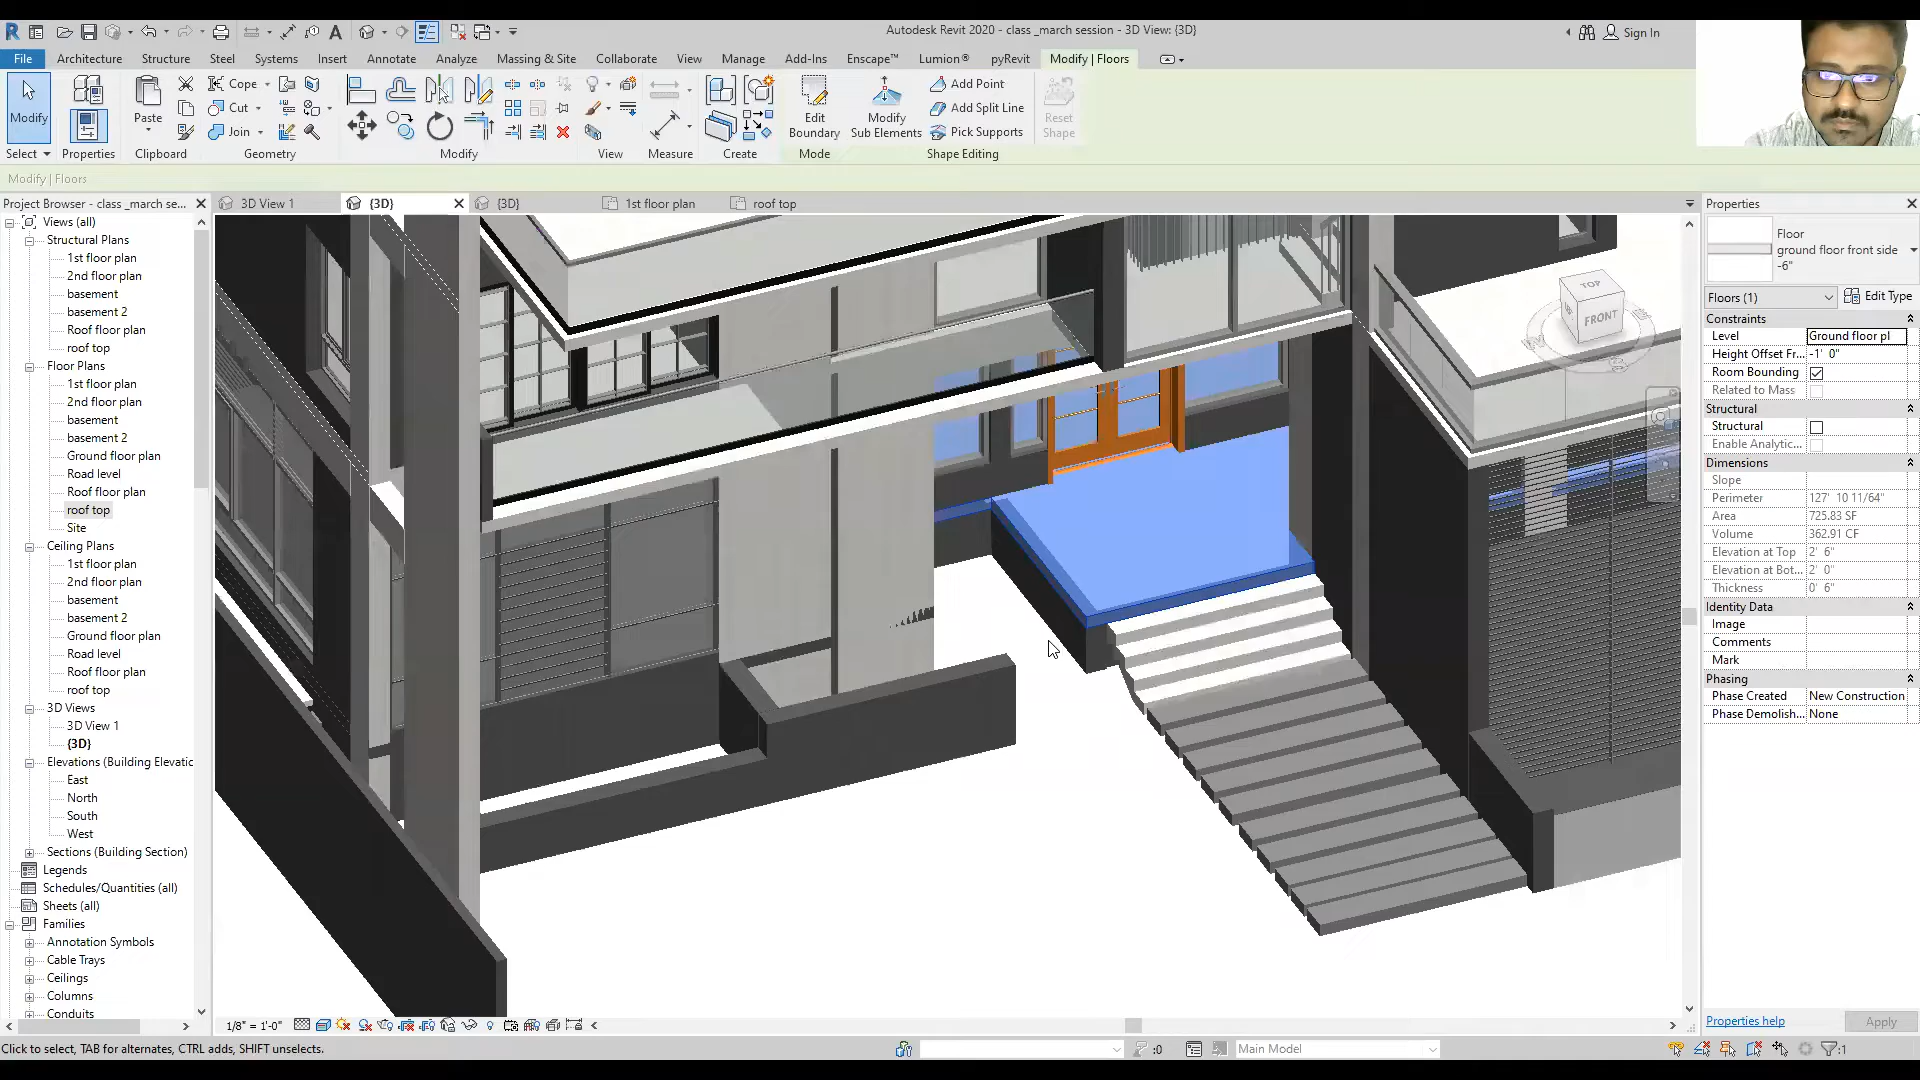 Autodesk Revit 2020 - class _march session - 3D View: {3D}
Sign In
File
Architecture
Structure
Steel
Systems
Insert
Annotate
Analyze
Massing & Site
Collaborate
View
Manage
Add-Ins
Enscape™
Lumion®
pyRevit
Modify | Floors
Modify
Properties
Paste
Cope
Cut
Join
Edit
Boundary
Modify
Sub Elements
Add Point
Add Split Line
Pick Supports
Reset
Shape
Select
Properties
Clipboard
Geometry
Modify
View
Measure
Create
Mode
Shape Editing
Modify | Floors
Project Browser - class _march se...
3D View 1
{3D}
{3D}
1st floor plan
roof top
Properties
Views (all)
Structural Plans
1st floor plan
2nd floor plan
basement
basement 2
Roof floor plan
roof top
Floor Plans
1st floor plan
2nd floor plan
basement
basement 2
Ground floor plan
Road level
Roof floor plan
roof top
Site
Ceiling Plans
1st floor plan
2nd floor plan
basement
basement 2
Ground floor plan
Road level
Roof floor plan
roof top
3D Views
3D View 1
{3D}
Elevations (Building Elevatic
East
North
South
West
Sections (Building Section)
Legends
Schedules/Quantities (all)
Sheets (all)
Families
Annotation Symbols
Cable Trays
Ceilings
Columns
Conduits
TOP
FRONT
Floor
ground floor front side
-6"
Floors (1)
Edit Type
Constraints
Level Ground floor pl
Height Offset Fr... -1' 0"
Room Bounding
Related to Mass
Structural
Structural
Enable Analytic...
Dimensions
Slope
Perimeter 127' 10 11/64"
Area 725.83 SF
Volume 362.91 CF
Elevation at Top 2' 6"
Elevation at Bot... 2' 0"
Thickness 0' 6"
Identity Data
Image
Comments
Mark
Phasing
Phase Created New Construction
Phase Demolish... None
Properties help
Apply
1/8" = 1'-0"
Click to select, TAB for alternates, CTRL adds, SHIFT unselects.
:0
Main Model
:1